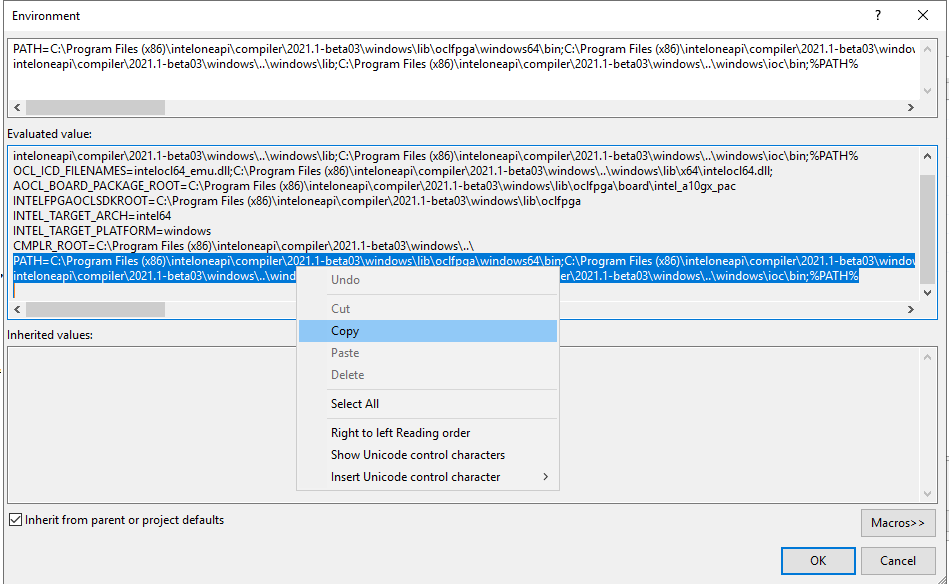 Environment
?
PATH=C:\Program Files (x86)\inteloneapi\compiler\2021.1-beta03\windows\lib\oclfpga\windows64\bin;C:\Program Files (x86)\inteloneapi\compiler\2021.1-beta03\window
inteloneapi\compiler\2021.1-beta03\windows\..\windows\lib;C:\Program Files (x86)\inteloneapi\compiler\2021.1-beta03\windows\..\windows\ioc\bin;%PATH%
Evaluated value:
inteloneapi\compiler\2021.1-beta03\windows\..\windows\lib;C:\Program Files (x86)\inteloneapi\compiler\2021.1-beta03\windows\..\windows\ioc\bin;%PATH%
OCL_ICD_FILENAMES=intelocl64_emu.dll;C:\Program Files (x86)\inteloneapi\compiler\2021.1-beta03\windows\..\windows\lib\x64\intelocl64.dll;
AOCL_BOARD_PACKAGE_ROOT=C:\Program Files (x86)\inteloneapi\compiler\2021.1-beta03\windows\lib\oclfpga\board\intel_a10gx_pac
INTELFPGAOCLSDKROOT=C:\Program Files (x86)\inteloneapi\compiler\2021.1-beta03\windows\lib\oclfpga
INTEL_TARGET_ARCH=intel64
INTEL_TARGET_PLATFORM=windows
CMPLR_ROOT=C:\Program Files (x86)\inteloneapi\compiler\2021.1-beta03\windows\..\
PATH=C:\Program Files (x86)\inteloneapi\compiler\2021.1-beta03\windows\lib\oclfpga\windows64\bin;C:\Program Files (x86)\inteloneapi\compiler\2021.1-beta03\window
inteloneapi\compiler\2021.1-beta03\windows\..\wind er\2021.1-beta03\windows\..\windows\ioc\bin;%PATH%
Undo
Cut
Copy
Paste
Delete
Select All
Right to left Reading order
Show Unicode control characters
Insert Unicode control character
Inherited values:
Inherit from parent or project defaults
Macros>>
OK
Cancel